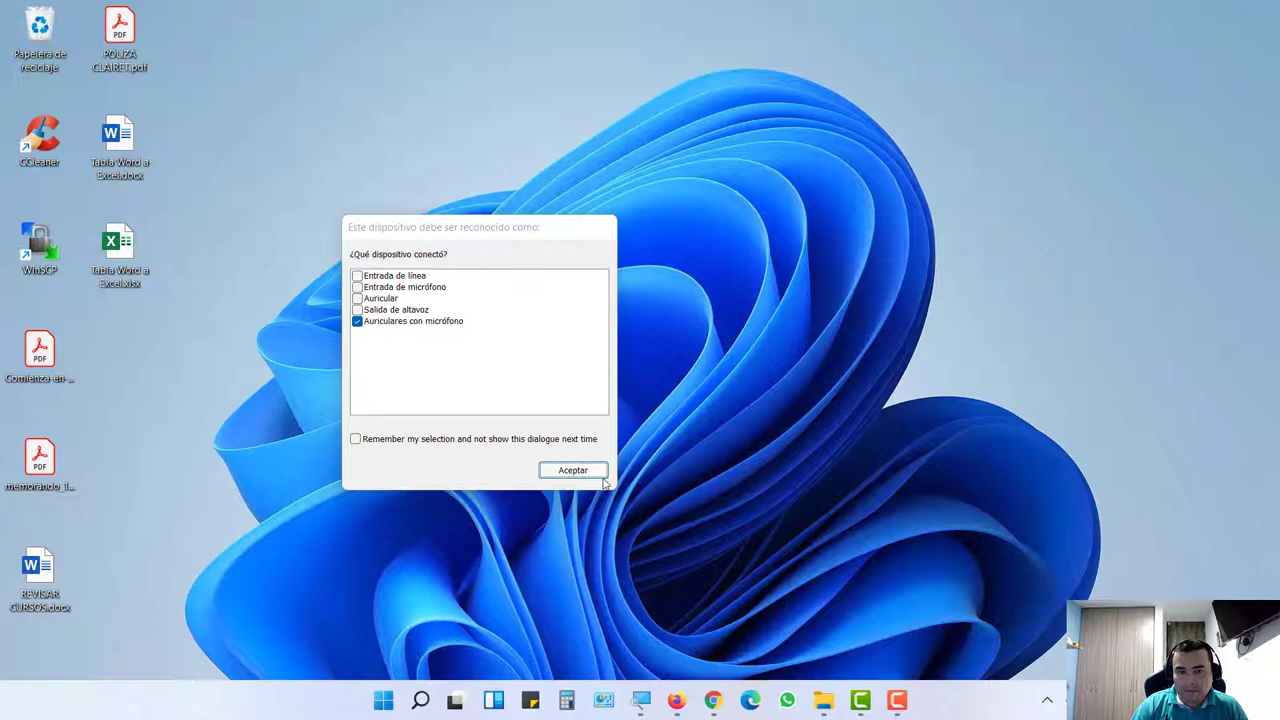 Papelera de
reciclaje
POLIZA
CLAIRET.pdf
CCleaner
Tabla Word a
Excel.docx
WinSCP
Tabla Word a
Excel.xlsx
Comienza-en-...
memorando_1...
REVISAR
CURSOS.docx
Este dispositivo debe ser reconocido como:
¿Qué dispositivo conectó?
Entrada de línea
Entrada de micrófono
Auricular
Salida de altavoz
Auriculares con micrófono
Remember my selection and not show this dialogue next time
Aceptar